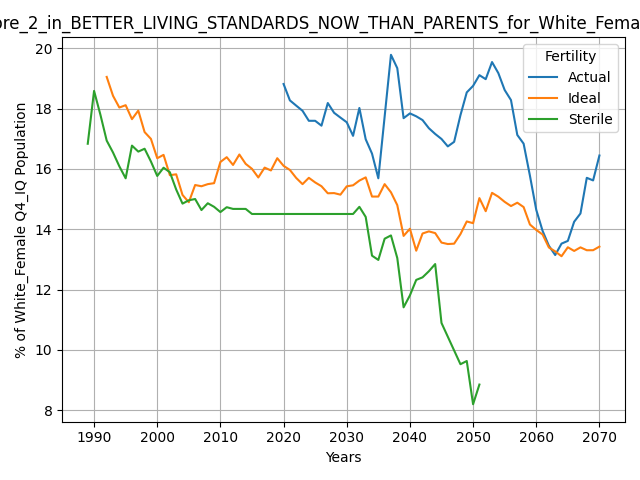 ore_2_in_BETTER_LIVING_STANDARDS_NOW_THAN_PARENTS_for_White_Fema
Fertility
Actual
Ideal
Sterile
% of White_Female Q4_IQ Population
20
18
16
14
12
10
8
1990 2000 2010 2020 2030 2040 2050 2060 2070
Years